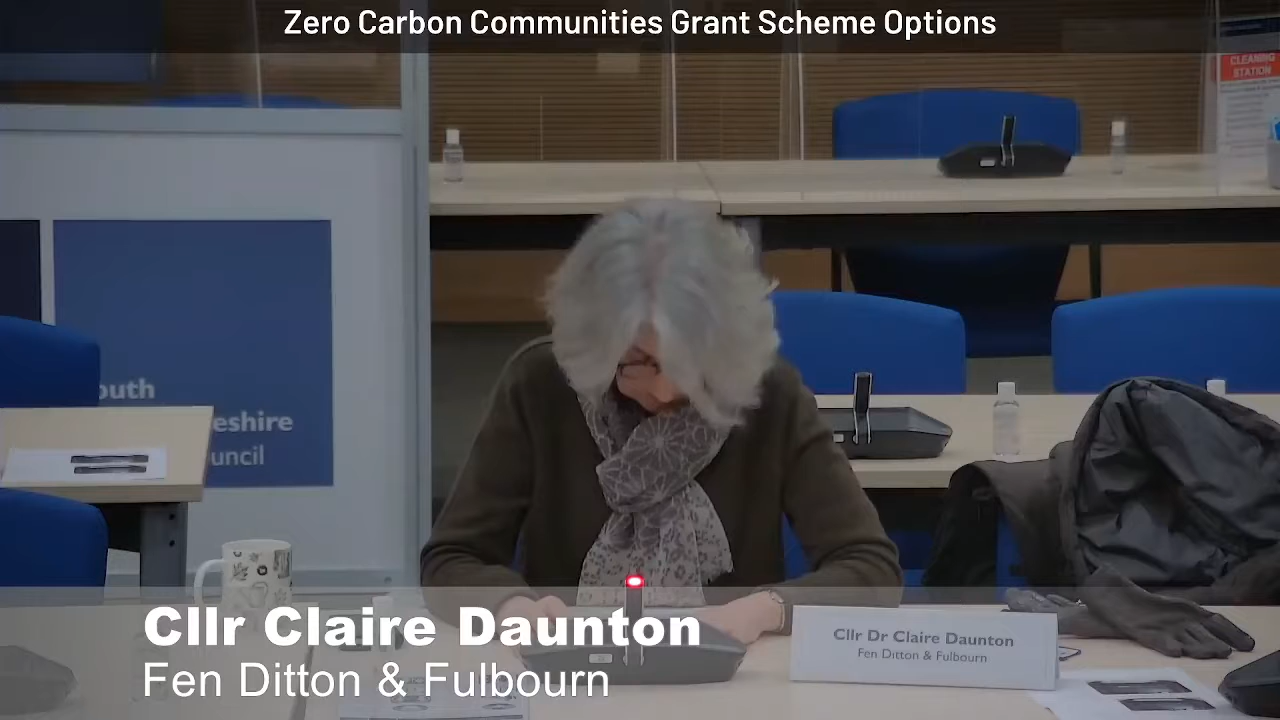 Zero Carbon Communities Grant Scheme Options
CLEANING
STATION
outh
eshire
uncil
Cllr Claire Daunton
Fen Ditton & Fulbourn
Cllr Dr Claire Daunton
Fen Ditton & Fulbourn